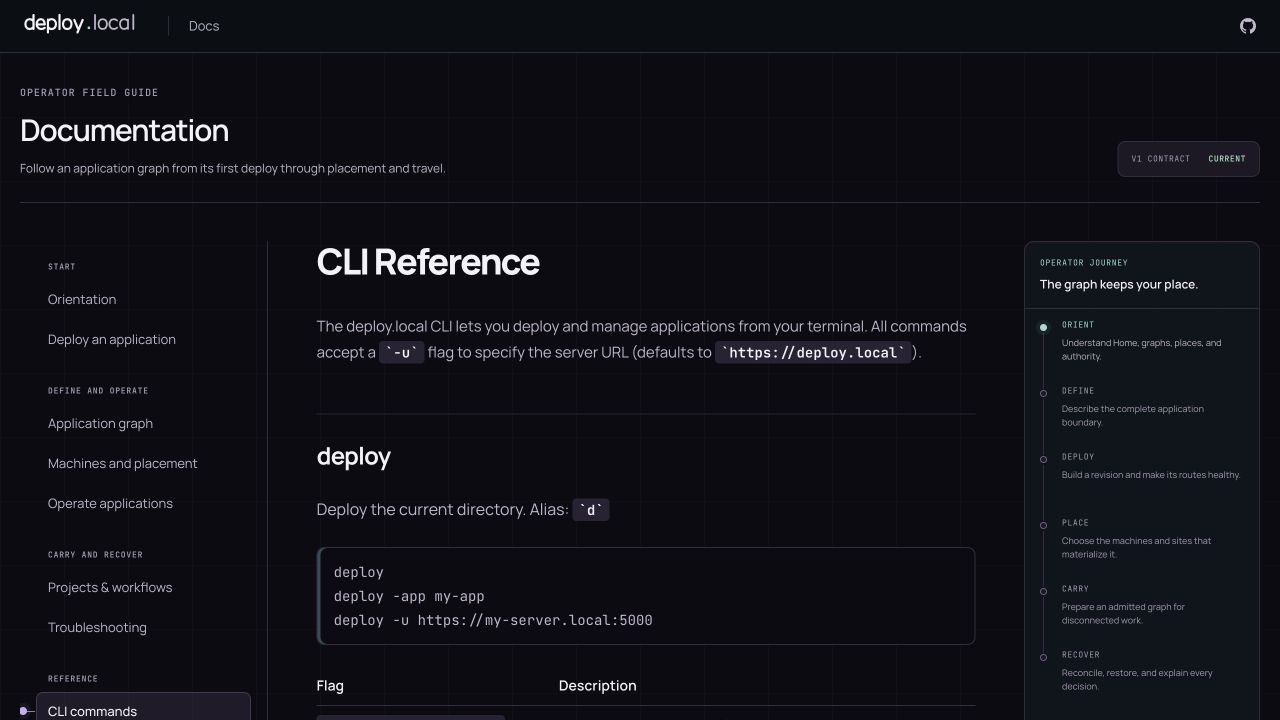 deploy.local
Docs
OPERATOR FIELD GUIDE
Documentation
Follow an application graph from its first deploy through placement and travel.
V1 CONTRACT CURRENT
START
Orientation
Deploy an application
DEFINE AND OPERATE
Application graph
Machines and placement
Operate applications
CARRY AND RECOVER
Projects & workflows
Troubleshooting
REFERENCE
CLI commands
CLI Reference
The deploy.local CLI lets you deploy and manage applications from your terminal. All commands
accept a `-u` flag to specify the server URL (defaults to `https://deploy.local`).
deploy
Deploy the current directory. Alias: `d`
deploy
deploy -app my-app
deploy -u https://my-server.local:5000
Flag Description
OPERATOR JOURNEY
The graph keeps your place.
ORIENT
Understand Home, graphs, places, and
authority.
DEFINE
Describe the complete application
boundary.
DEPLOY
Build a revision and make its routes healthy.
PLACE
Choose the machines and sites that
materialize it.
CARRY
Prepare an admitted graph for
disconnected work.
RECOVER
Reconcile, restore, and explain every
decision.